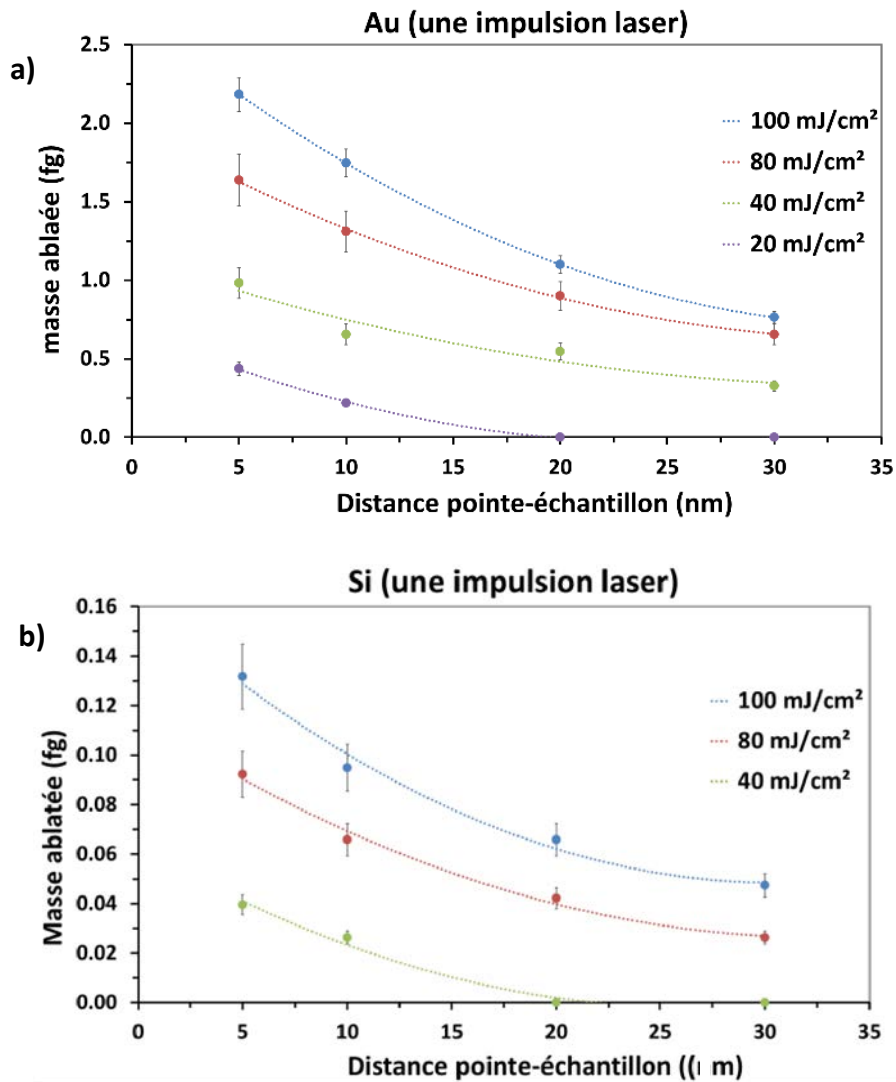 Au (une impulsion laser)
a)
2.5
2.0
1.5
1.0
0.5
0.0
masse ablaée (fg)
100 mJ/cm²
80 mJ/cm²
40 mJ/cm²
20 mJ/cm²
0 5 10 15 20 25 30 35
Distance pointe-échantillon (nm)
Si (une impulsion laser)
b)
0.16
0.14
0.12
0.10
0.08
0.06
0.04
0.02
0.00
Masse ablatée (fg)
100 mJ/cm²
80 mJ/cm²
40 mJ/cm²
0 5 10 15 20 25 30 35
Distance pointe-échantillon